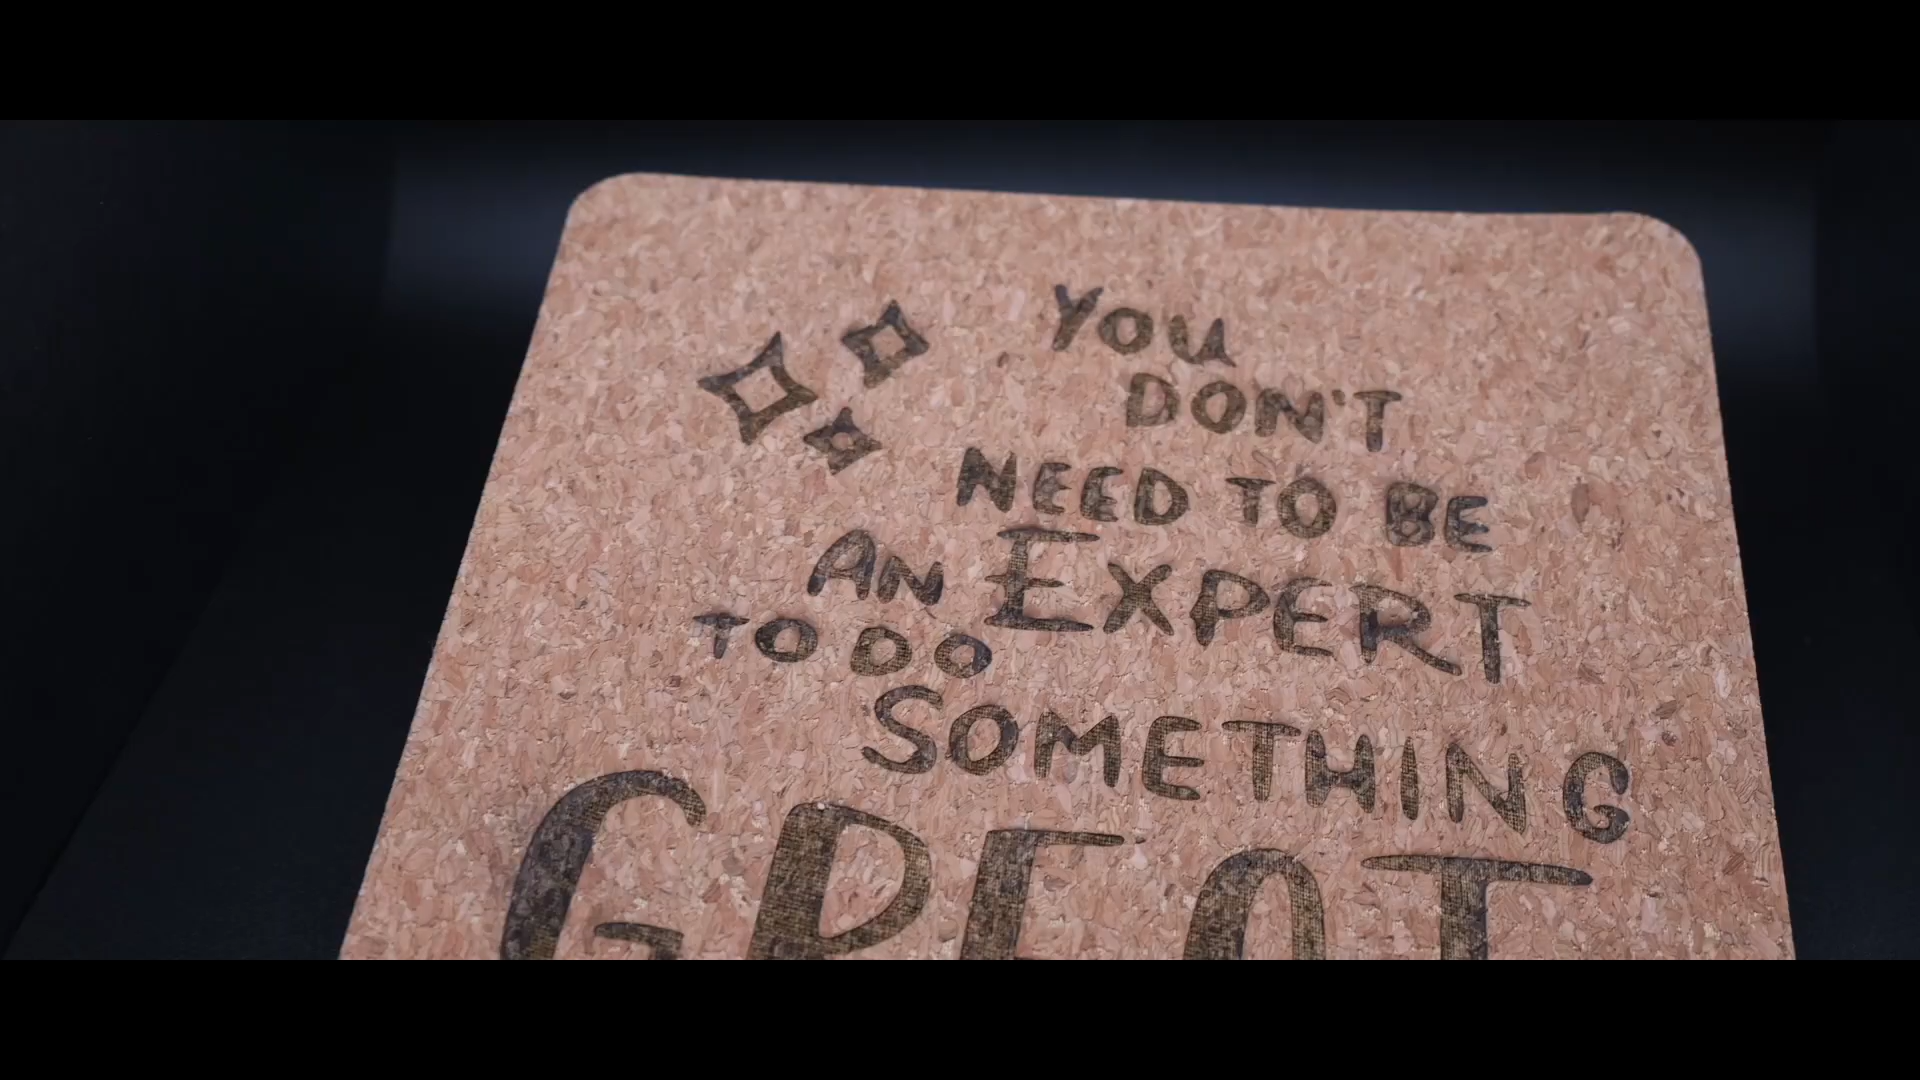 YOU
DON'T
NEED TO BE
AN EXPERT
TO DO
SOMETHING
GREAT